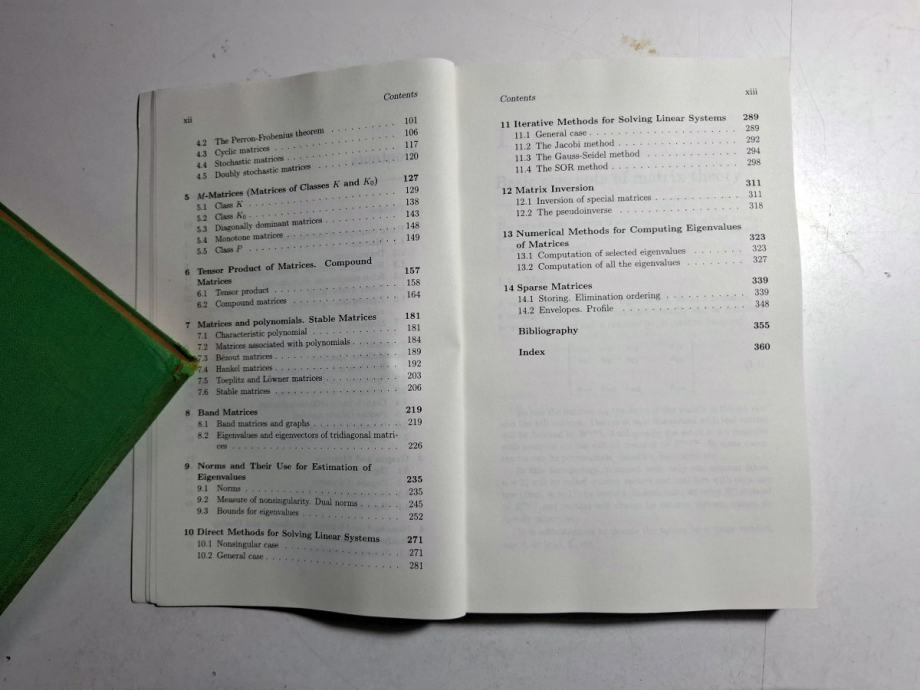 xii Contents
4.2 The Perron-Frobenius theorem . . . . . . . . . . 101
4.3 Cyclic matrices . . . . . . . . . . 106
4.4 Stochastic matrices . . . . . . . . . . 117
4.5 Doubly stochastic matrices . . . . . . . . . . 120
5 M-Matrices (Matrices of Classes K and K₀) 127
5.1 Class K . . . . . . . . . . 129
5.2 Class K₀ . . . . . . . . . . 138
5.3 Diagonally dominant matrices . . . . . . . . . . 143
5.4 Monotone matrices . . . . . . . . . . 148
5.5 Class P . . . . . . . . . . 149
6 Tensor Product of Matrices. Compound
Matrices 157
6.1 Tensor product . . . . . . . . . . 158
6.2 Compound matrices . . . . . . . . . . 164
7 Matrices and polynomials. Stable Matrices 181
7.1 Characteristic polynomial . . . . . . . . . . 181
7.2 Matrices associated with polynomials . . . . . . . . . . 184
7.3 Bézout matrices . . . . . . . . . . 189
7.4 Hankel matrices . . . . . . . . . . 192
7.5 Toeplitz and Löwner matrices . . . . . . . . . . 203
7.6 Stable matrices . . . . . . . . . . 206
8 Band Matrices 219
8.1 Band matrices and graphs . . . . . . . . . . 219
8.2 Eigenvalues and eigenvectors of tridiagonal matri-
ces . . . . . . . . . . 226
9 Norms and Their Use for Estimation of
Eigenvalues 235
9.1 Norms . . . . . . . . . . 235
9.2 Measure of nonsingularity. Dual norms . . . . . . . . . . 245
9.3 Bounds for eigenvalues . . . . . . . . . . 252
10 Direct Methods for Solving Linear Systems 271
10.1 Nonsingular case . . . . . . . . . . 271
10.2 General case . . . . . . . . . . 281
Contents xiii
11 Iterative Methods for Solving Linear Systems 289
11.1 General case . . . . . . . . . . 289
11.2 The Jacobi method . . . . . . . . . . 292
11.3 The Gauss-Seidel method . . . . . . . . . . 294
11.4 The SOR method . . . . . . . . . . 298
12 Matrix Inversion 311
12.1 Inversion of special matrices . . . . . . . . . . 311
12.2 The pseudoinverse . . . . . . . . . . 318
13 Numerical Methods for Computing Eigenvalues
of Matrices 323
13.1 Computation of selected eigenvalues . . . . . . . . . . 323
13.2 Computation of all the eigenvalues . . . . . . . . . . 327
14 Sparse Matrices 339
14.1 Storing. Elimination ordering . . . . . . . . . . 339
14.2 Envelopes. Profile . . . . . . . . . . 348
Bibliography 355
Index 360